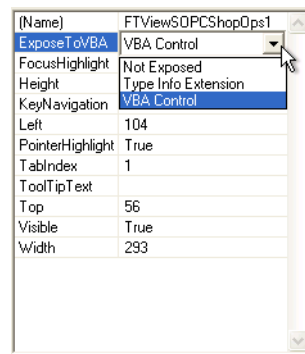 (Name) FTViewSOPCShopOps1
ExposeToVBA VBA Control
FocusHighlight Not Exposed
Height Type Info Extension
KeyNavigation VBA Control
Left 104
PointerHighlight True
TabIndex 1
ToolTipText
Top 56
Visible True
Width 293